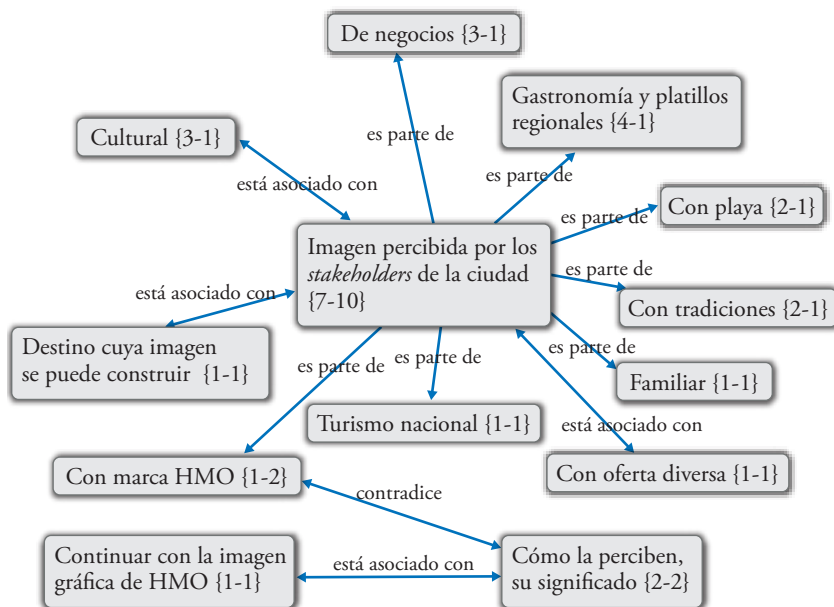 De negocios {3-1}
Gastronomía y platillos
regionales {4-1}
es parte de
Cultural {3-1}
es parte de
está asociado con
Con playa {2-1}
es parte de
Imagen percibida por los
stakeholders de la ciudad
{7-10}
es parte de
está asociado con
Con tradiciones {2-1}
Destino cuya imagen
se puede construir {1-1}
es parte de
es parte de
es parte de
Familiar {1-1}
Turismo nacional {1-1}
está asociado con
Con marca HMO {1-2}
Con oferta diversa {1-1}
contradice
Continuar con la imagen
gráfica de HMO {1-1}
está asociado con
Cómo la perciben,
su significado {2-2}